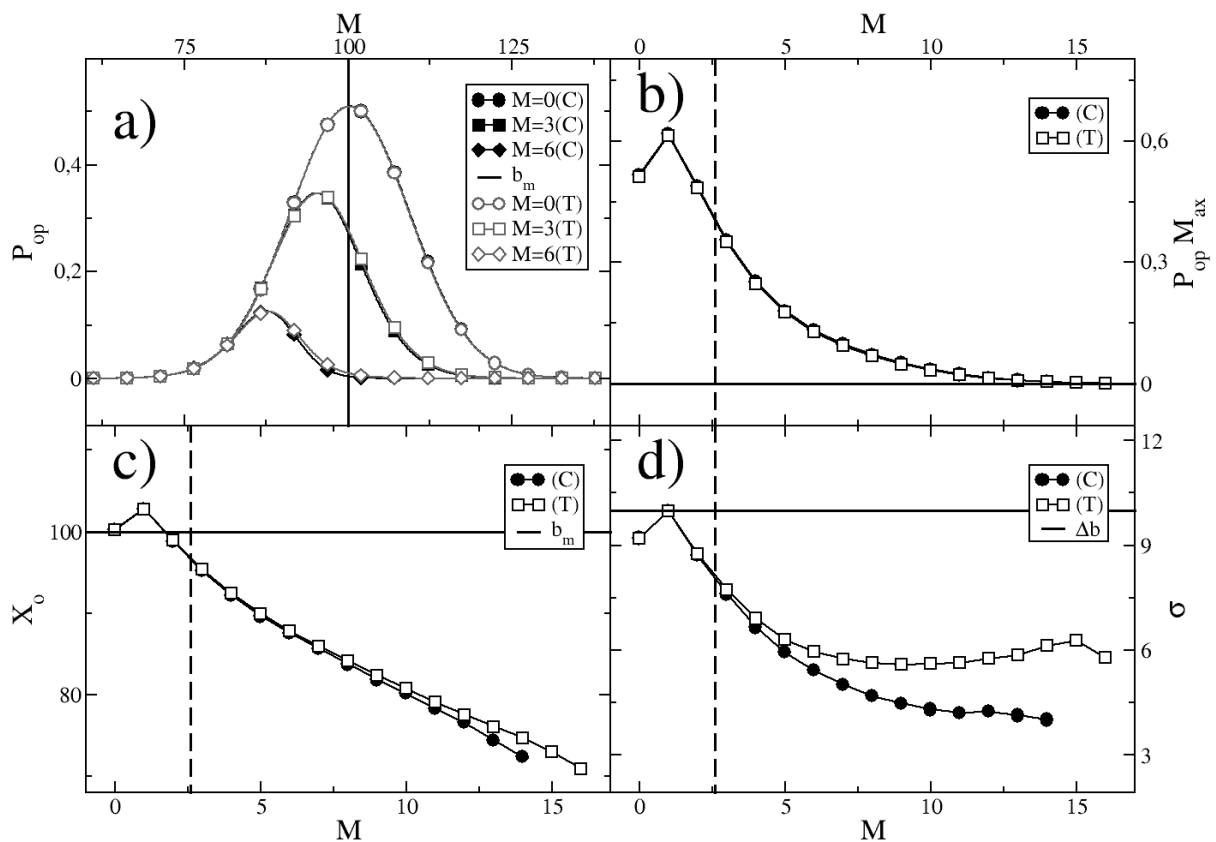 M
M
75
100
125
0
5
10
15
a)
M=0(C)
M=3(C)
M=6(C)
b_m
M=0(T)
M=3(T)
M=6(T)
P_op
0,4
0,2
0
b)
(C)
(T)
0,6
0,3
0
P_op M_ax
c)
(C)
(T)
b_m
X_o
100
80
0
5
10
15
M
d)
(C)
(T)
Δb
12
9
6
3
σ
0
5
10
15
M